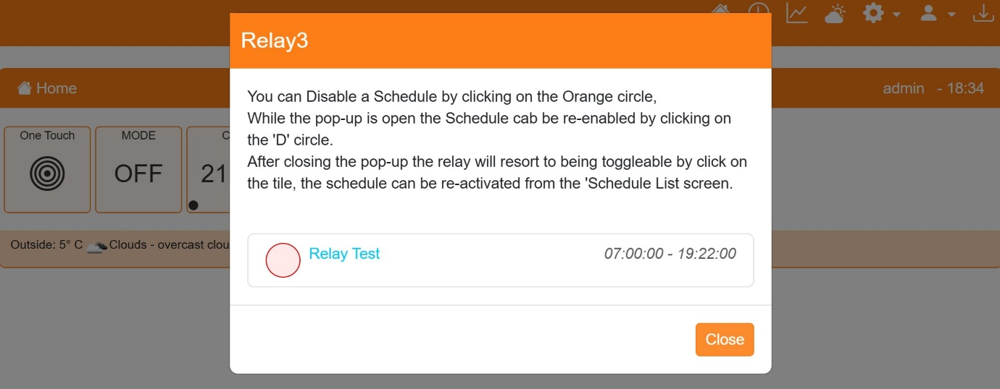 Relay3
Home
admin - 18:34
You can Disable a Schedule by clicking on the Orange circle,
While the pop-up is open the Schedule cab be re-enabled by clicking on
the 'D' circle.
After closing the pop-up the relay will resort to being toggleable by click on
the tile, the schedule can be re-activated from the 'Schedule List screen.
One Touch
MODE
OFF
C
21
Outside: 5° C Clouds - overcast clou
Relay Test
07:00:00 - 19:22:00
Close